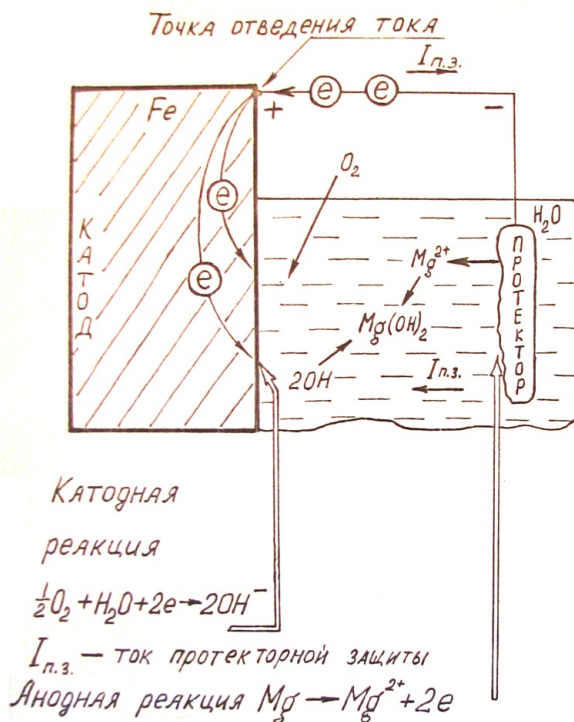 Точка отведения тока
Iп.з.
Fe
+
e
e
−
O₂
H₂O
КАТОД
e
e
Mg²⁺
ПРОТЕКТОР
Mg(OH)₂
2OH
Iп.з.
Катодная
реакция
½O₂+H₂O+2e→2OH⁻
Iп.з. — ток протекторной защиты
Анодная реакция Mg→Mg²⁺+2e